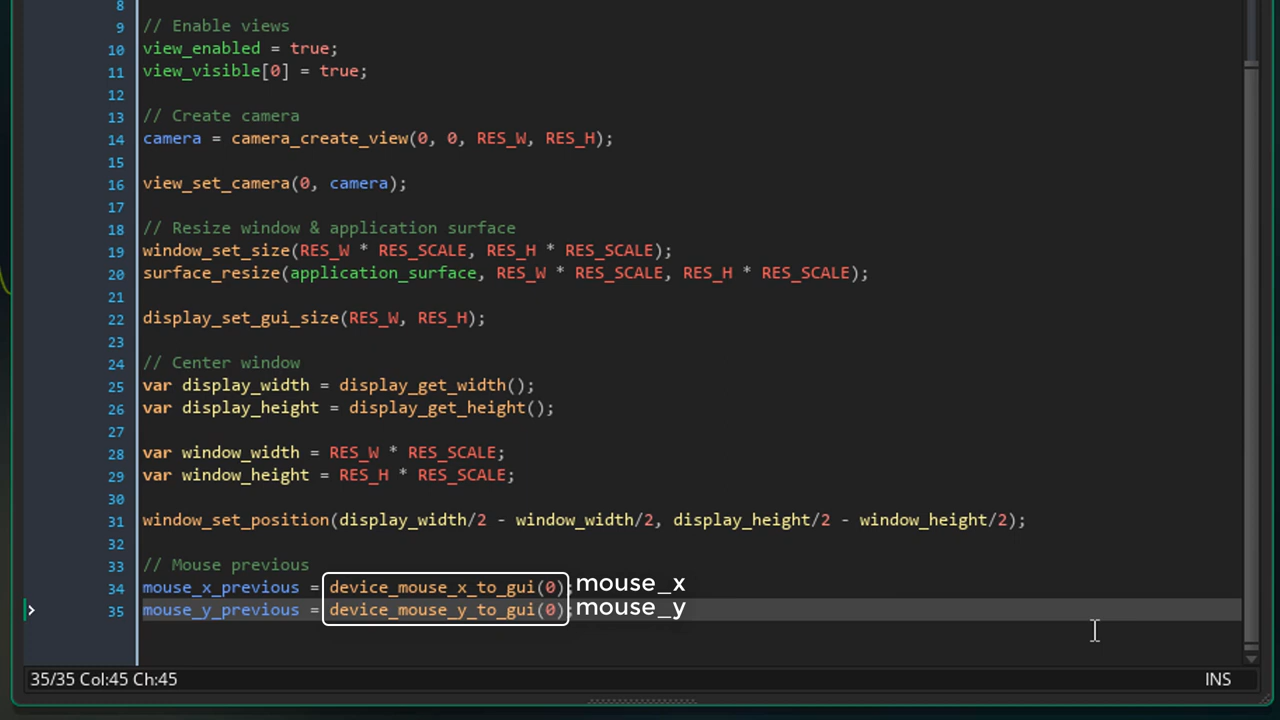 8
9 // Enable views
10 view_enabled = true;
11 view_visible[0] = true;
12
13 // Create camera
14 camera = camera_create_view(0, 0, RES_W, RES_H);
15
16 view_set_camera(0, camera);
17
18 // Resize window & application surface
19 window_set_size(RES_W * RES_SCALE, RES_H * RES_SCALE);
20 surface_resize(application_surface, RES_W * RES_SCALE, RES_H * RES_SCALE);
21
22 display_set_gui_size(RES_W, RES_H);
23
24 // Center window
25 var display_width = display_get_width();
26 var display_height = display_get_height();
27
28 var window_width = RES_W * RES_SCALE;
29 var window_height = RES_H * RES_SCALE;
30
31 window_set_position(display_width/2 - window_width/2, display_height/2 - window_height/2);
32
33 // Mouse previous
34 mouse_x_previous = device_mouse_x_to_gui(0); mouse_x
35 mouse_y_previous = device_mouse_y_to_gui(0); mouse_y
35/35 Col:45 Ch:45 INS